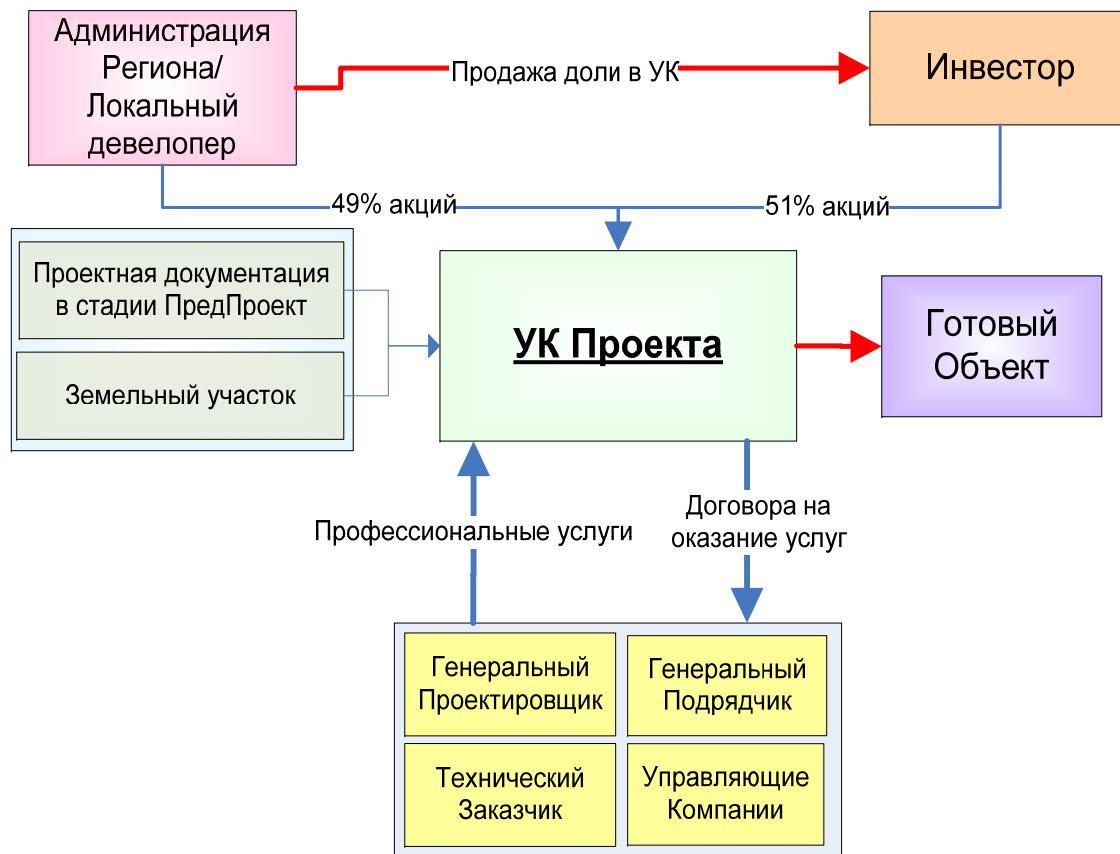 Администрация
Региона/
Локальный
девелопер
Продажа доли в УК
Инвестор
49% акций
51% акций
Проектная документация
в стадии ПредПроект
Земельный участок
УК Проекта
Готовый
Объект
Профессиональные услуги
Договора на
оказание услуг
Генеральный
Проектировщик
Генеральный
Подрядчик
Технический
Заказчик
Управляющие
Компании